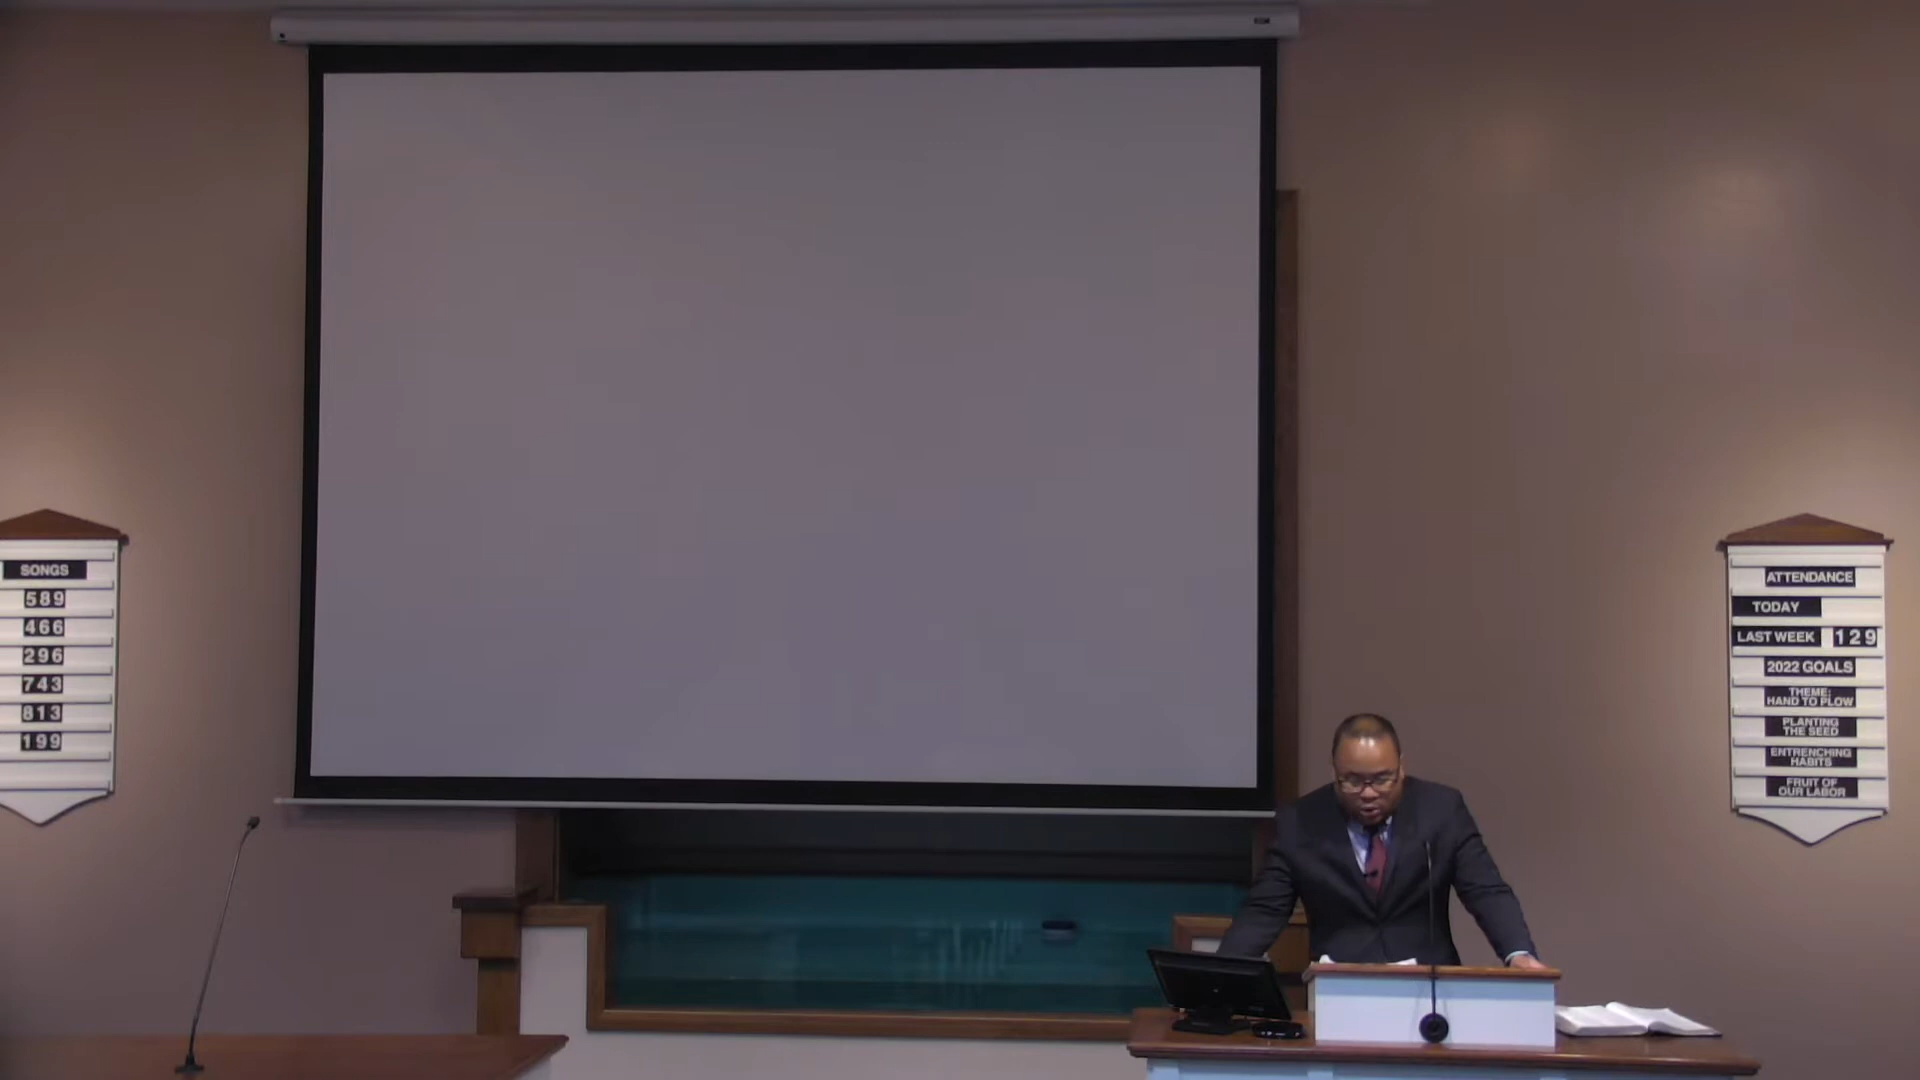 SONGS
589
466
296
743
813
199
ATTENDANCE
TODAY
LAST WEEK 129
2022 GOALS
THEME:
HAND TO PLOW
PLANTING
THE SEED
ENTRENCHING
HABITS
FRUIT OF
OUR LABOR